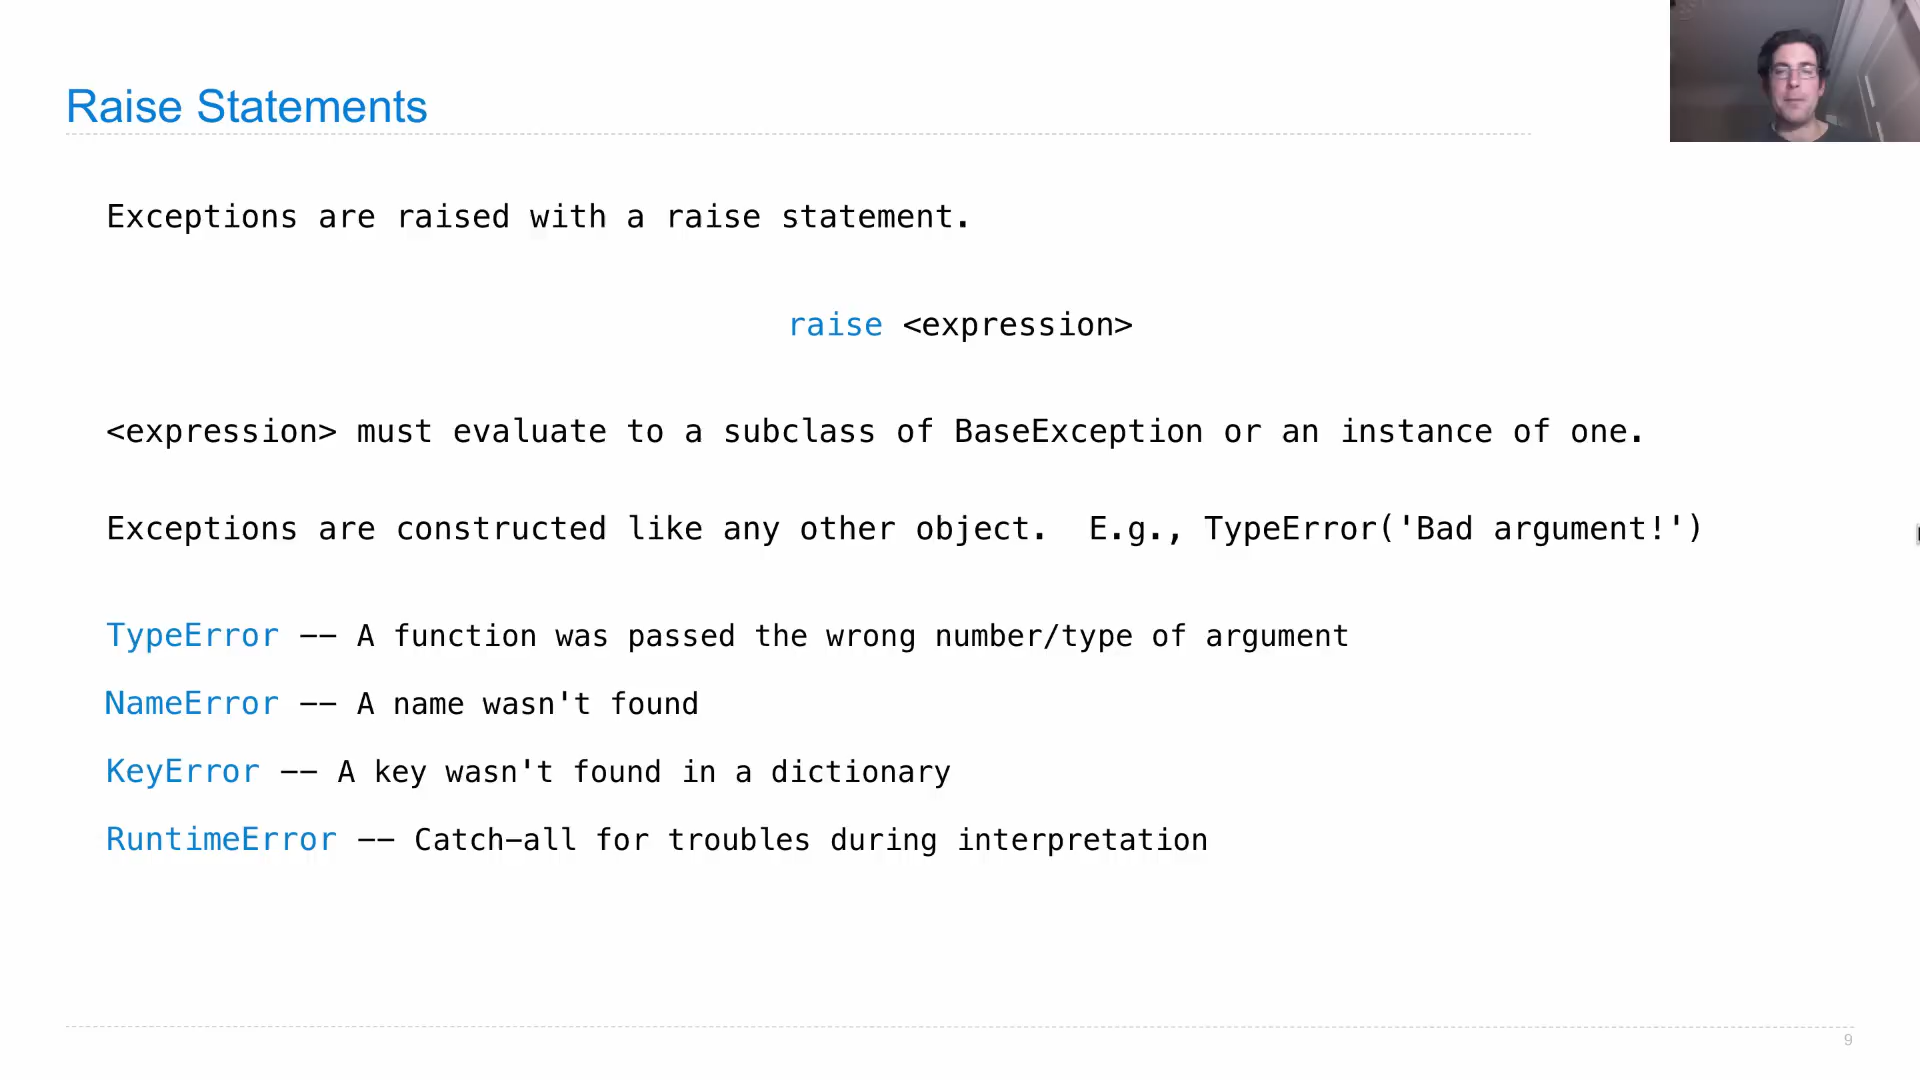 Raise Statements
Exceptions are raised with a raise statement.
raise <expression>
<expression> must evaluate to a subclass of BaseException or an instance of one.
Exceptions are constructed like any other object.  E.g., TypeError('Bad argument!')
TypeError -- A function was passed the wrong number/type of argument
NameError -- A name wasn't found
KeyError -- A key wasn't found in a dictionary
RuntimeError -- Catch-all for troubles during interpretation
9